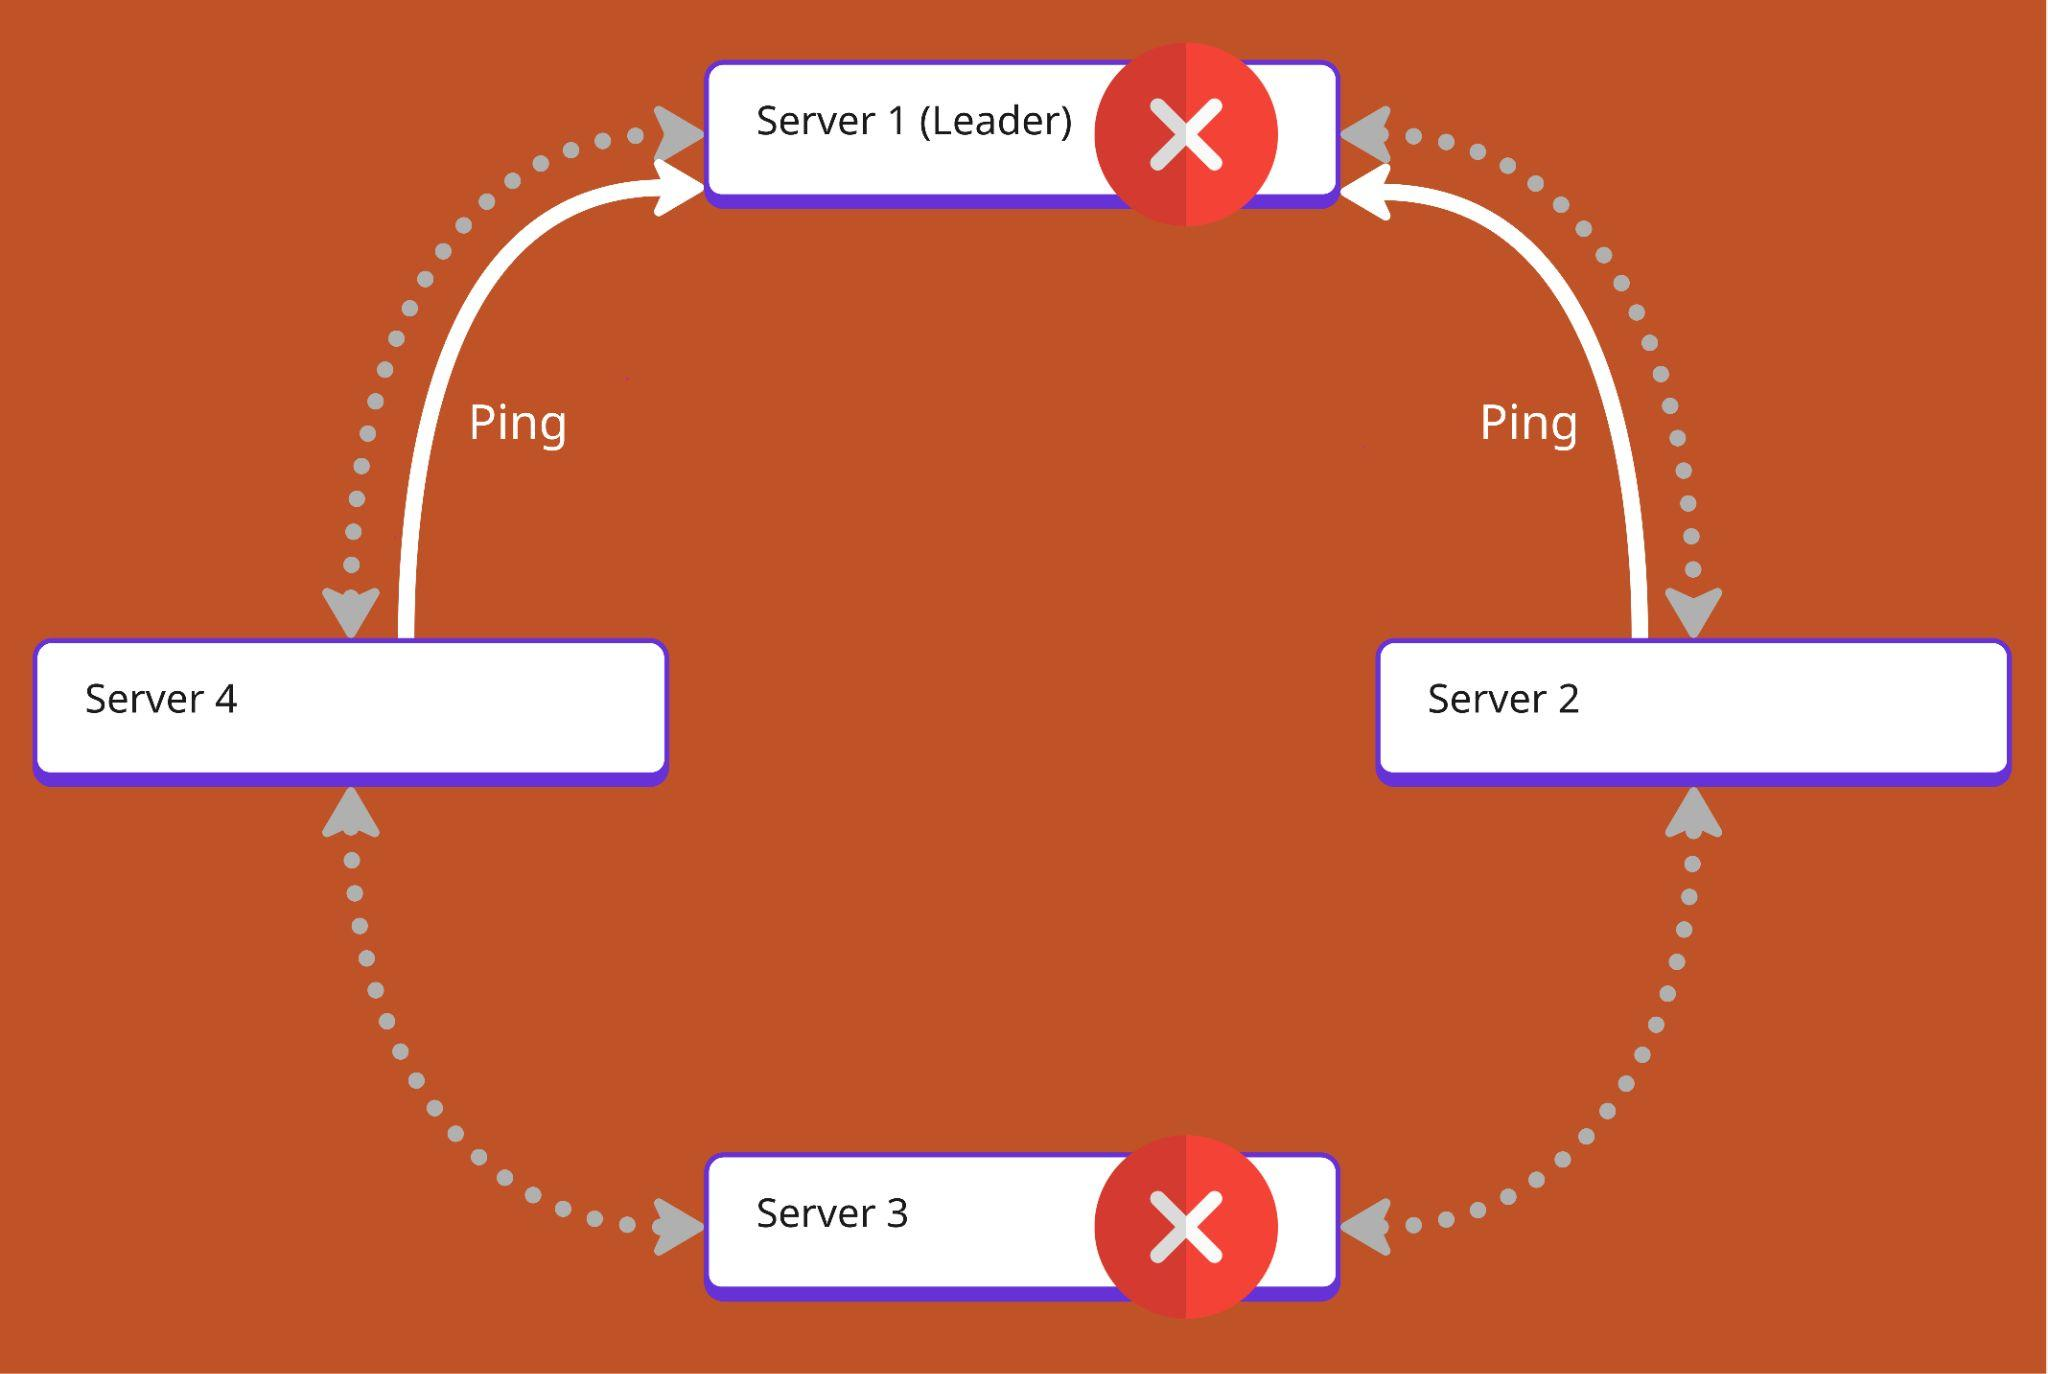 Server 1 (Leader)
Ping
Ping
Server 4
Server 2
Server 3